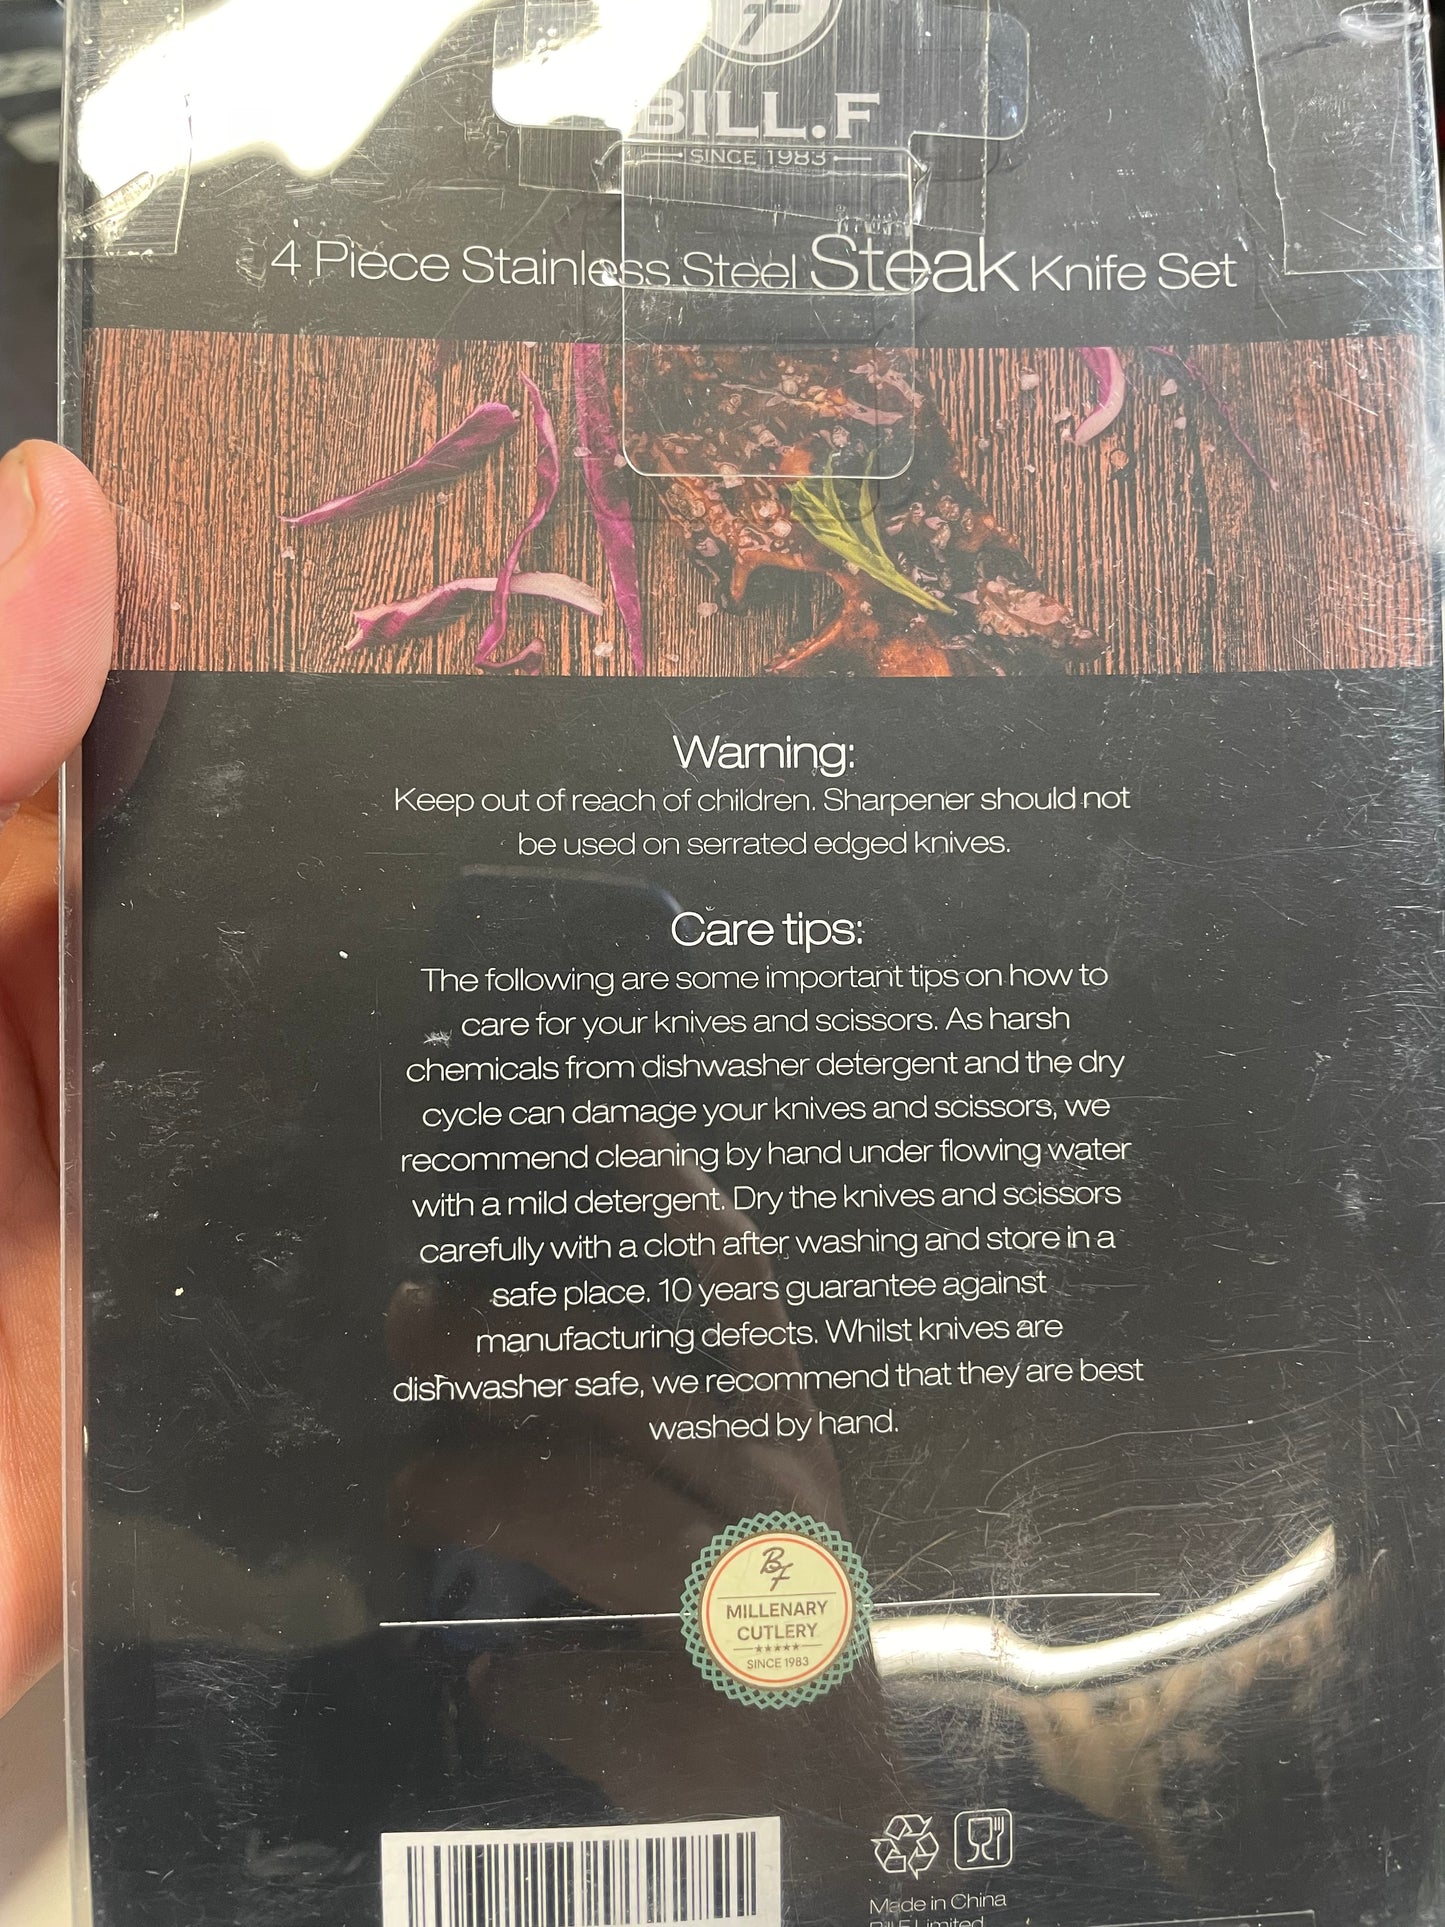 BILL.F
SINCE 1983
4 Piece Stainless Steel Steak Knife Set
Warning:
Keep out of reach of children. Sharpener should not
be used on serrated edged knives.
Care tips:
The following are some important tips on how to
care for your knives and scissors. As harsh
chemicals from dishwasher detergent and the dry
cycle can damage your knives and scissors, we
recommend cleaning by hand under flowing water
with a mild detergent. Dry the knives and scissors
carefully with a cloth after washing and store in a
safe place. 10 years guarantee against
manufacturing defects. Whilst knives are
dishwasher safe, we recommend that they are best
washed by hand.
BF
MILLENARY
CUTLERY
SINCE 1983
Made in China
Bill.F Limited